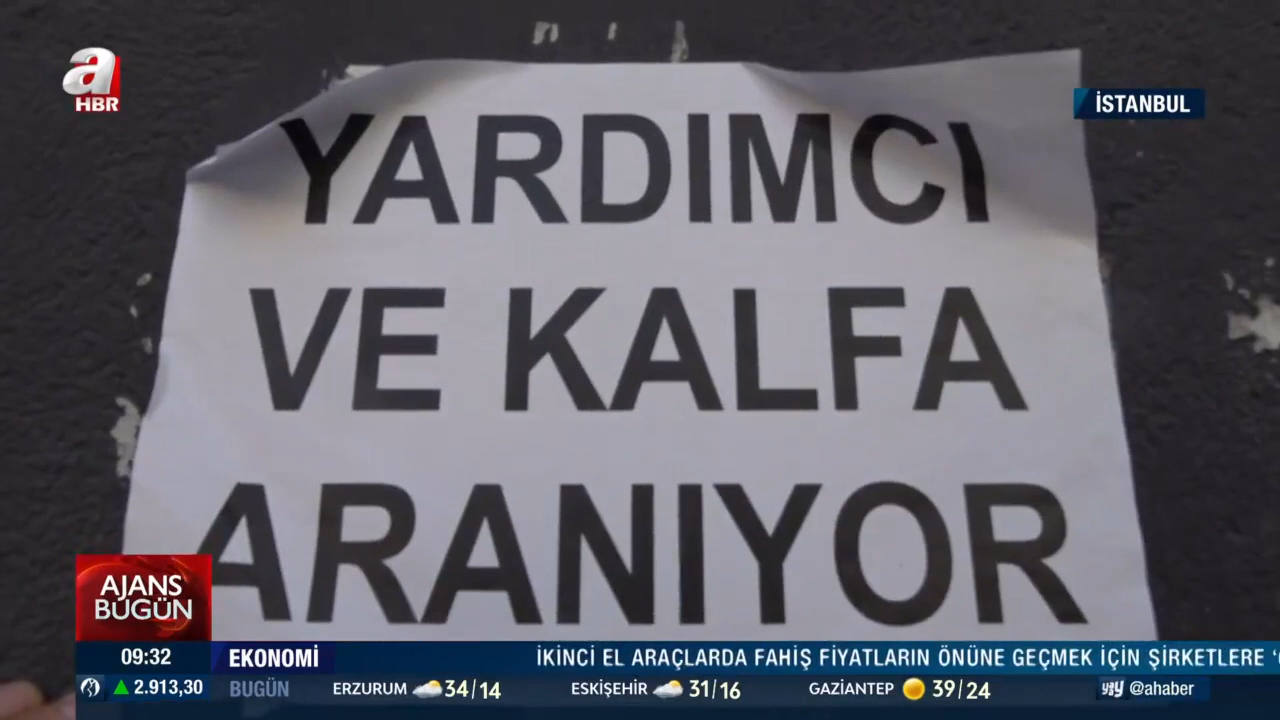 a
HBR
İSTANBUL
YARDIMCI
VE KALFA
ARANIYOR
AJANS
BUGÜN
09:32 EKONOMİ İKİNCİ EL ARAÇLARDA FAHİŞ FİYATLARIN ÖNÜNE GEÇMEK İÇİN ŞİRKETLERE
2.913,30 BUGÜN ERZURUM 34/14 ESKİŞEHİR 31/16 GAZİANTEP 39/24 @ahaber